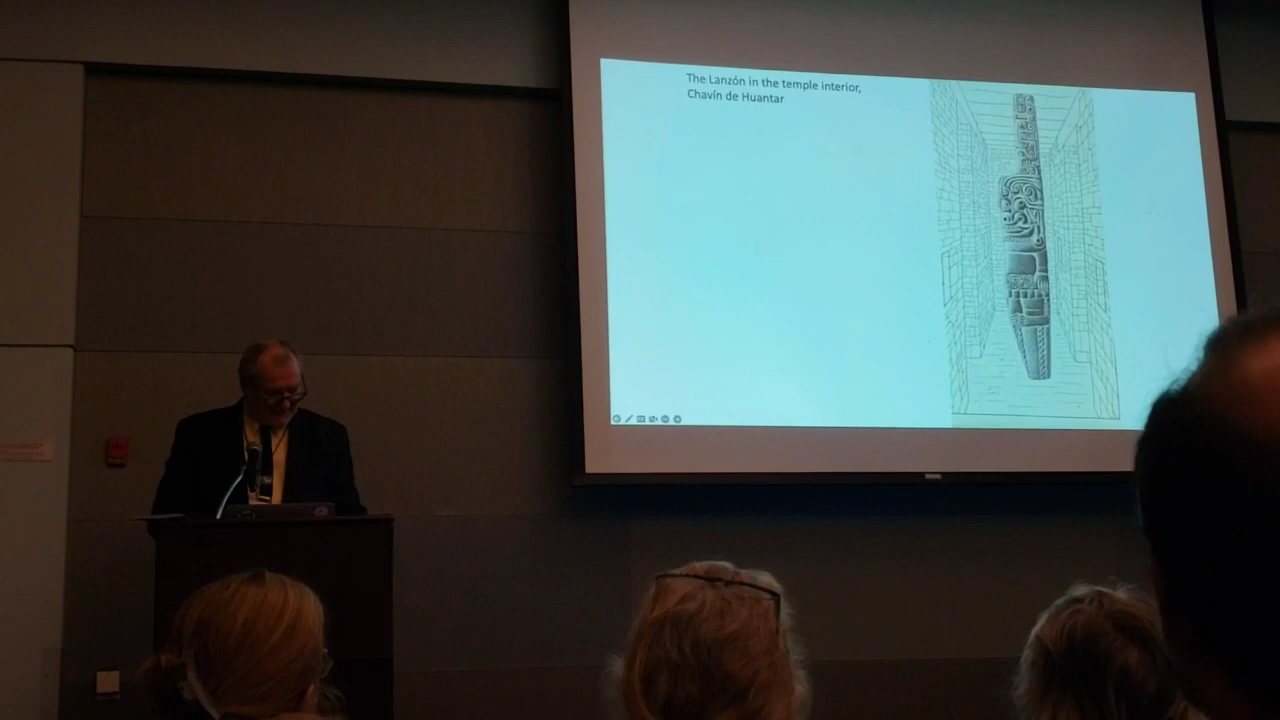 The Lanzón in the temple interior,
Chavín de Huantar